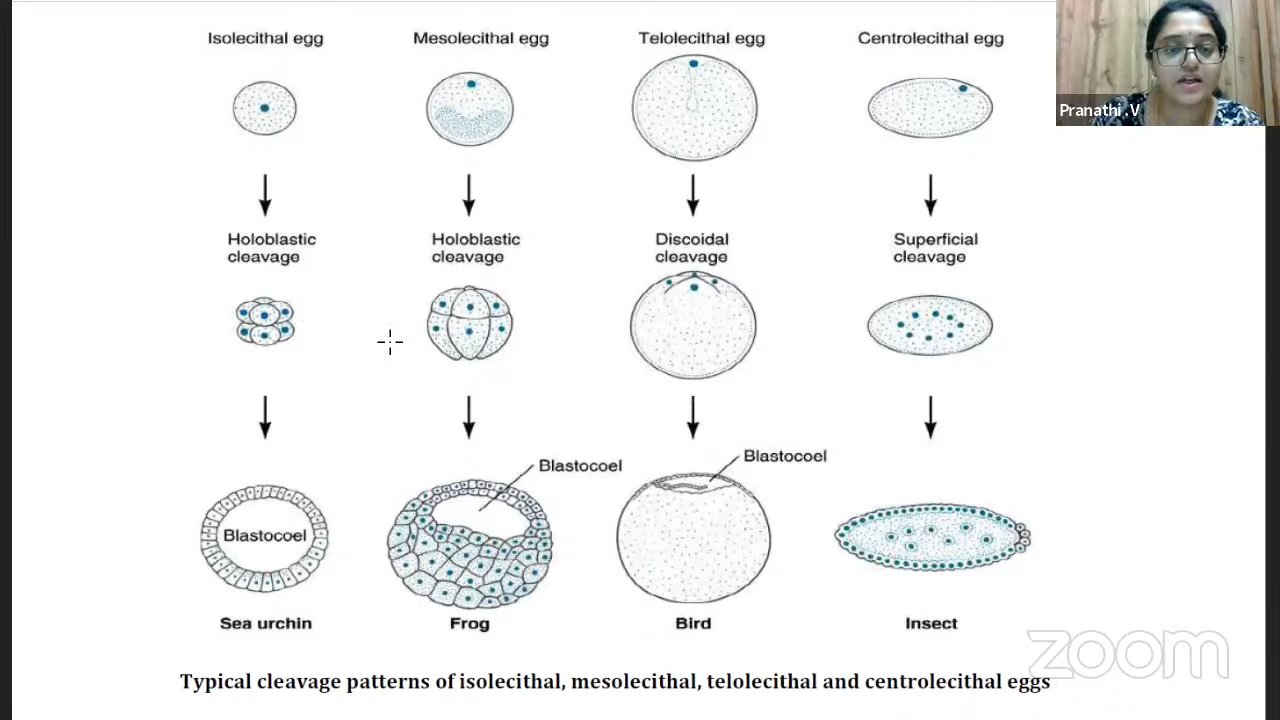 Isolecithal egg
Mesolecithal egg
Telolecithal egg
Centrolecithal egg
Pranathi .V
Holoblastic
cleavage
Holoblastic
cleavage
Discoidal
cleavage
Superficial
cleavage
Blastocoel
Blastocoel
Blastocoel
Sea urchin
Frog
Bird
Insect
zoom
Typical cleavage patterns of isolecithal, mesolecithal, telolecithal and centrolecithal eggs